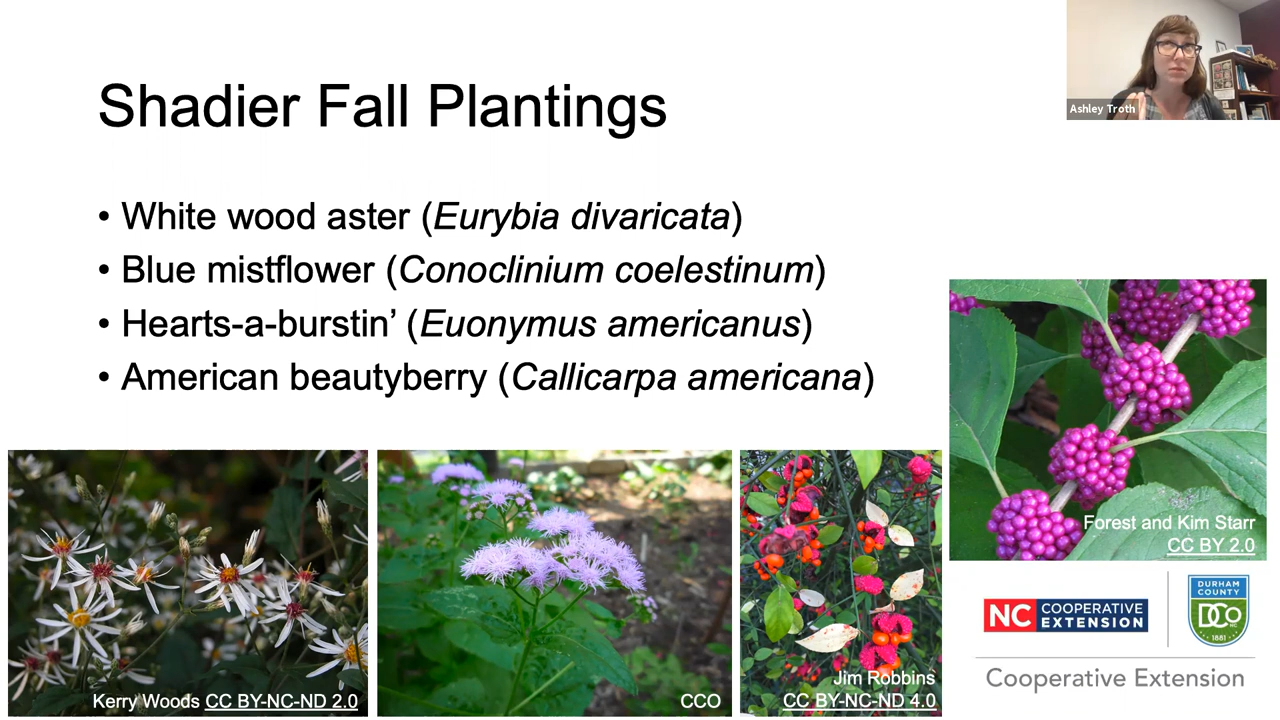 Ashley Troth
Shadier Fall Plantings
• White wood aster (Eurybia divaricata)
• Blue mistflower (Conoclinium coelestinum)
• Hearts-a-burstin’ (Euonymus americanus)
• American beautyberry (Callicarpa americana)
Forest and Kim Starr
CC BY 2.0
Kerry Woods CC BY-NC-ND 2.0
CCO
Jim Robbins
CC BY-NC-ND 4.0
NC COOPERATIVE
EXTENSION
DURHAM
COUNTY
DCO
NC
1881
Cooperative Extension